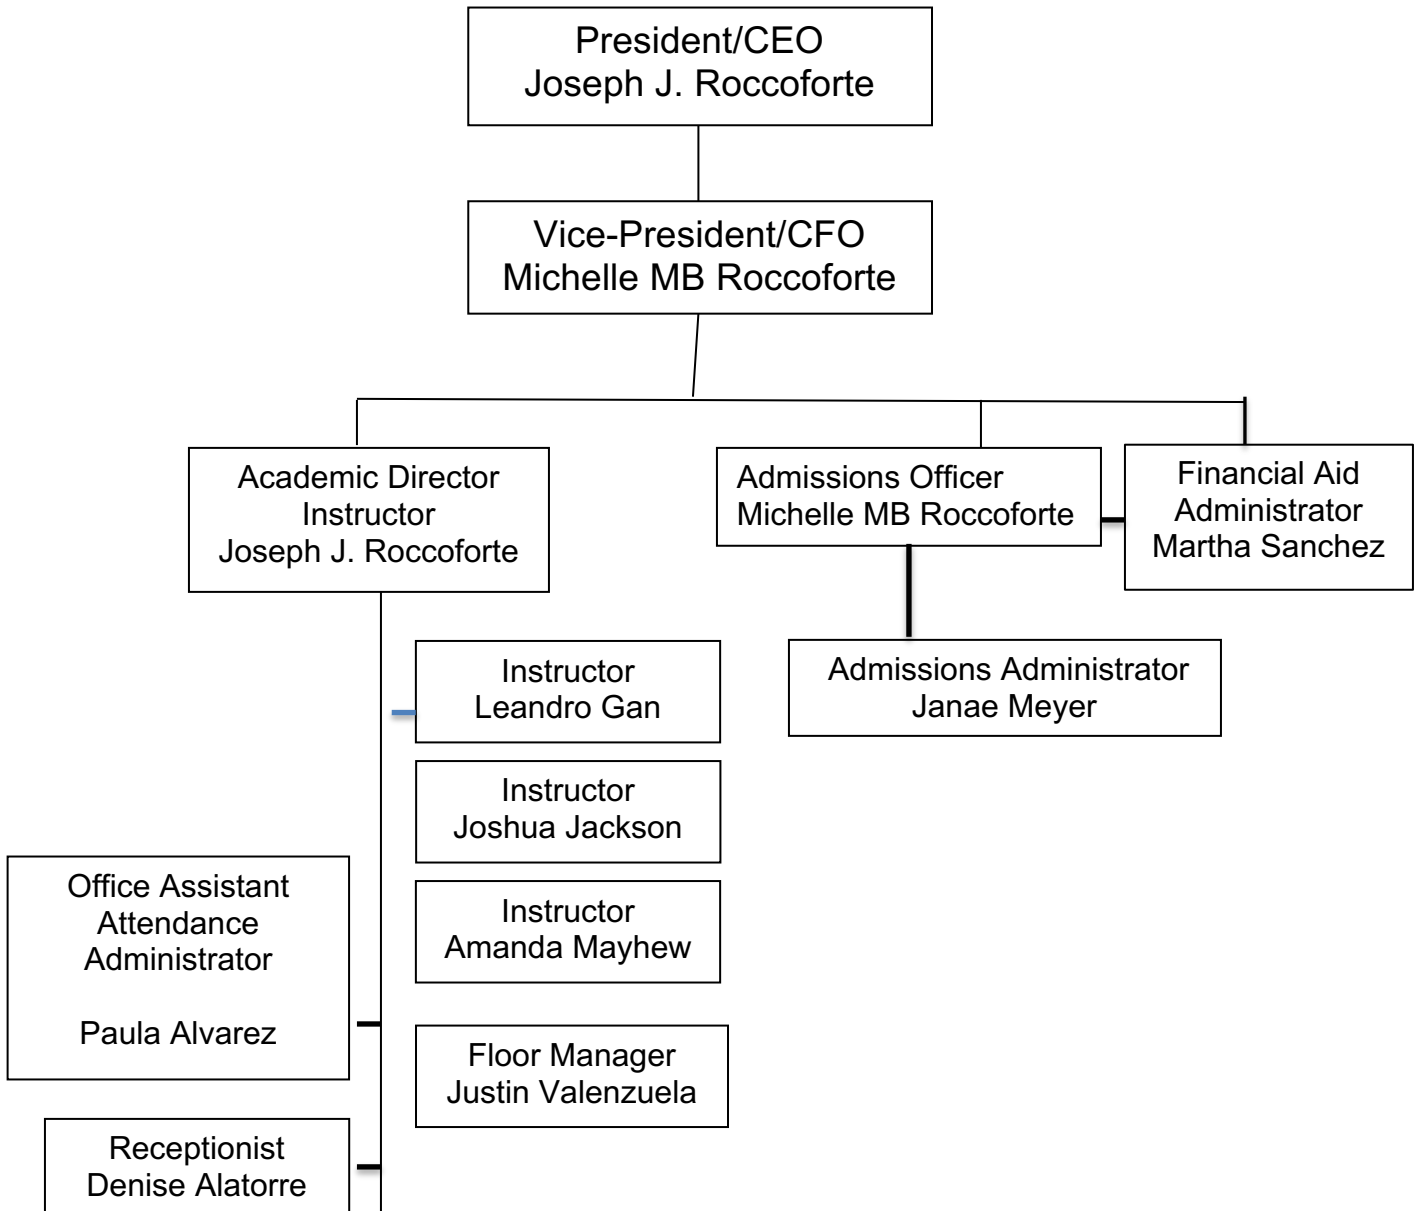 President/CEO
Joseph J. Roccoforte
Vice-President/CFO
Michelle MB Roccoforte
Academic Director
Instructor
Joseph J. Roccoforte
Admissions Officer
Michelle MB Roccoforte
Financial Aid
Administrator
Martha Sanchez
Instructor
Leandro Gan
Admissions Administrator
Janae Meyer
Instructor
Joshua Jackson
Office Assistant
Attendance
Administrator
Paula Alvarez
Instructor
Amanda Mayhew
Floor Manager
Justin Valenzuela
Receptionist
Denise Alatorre